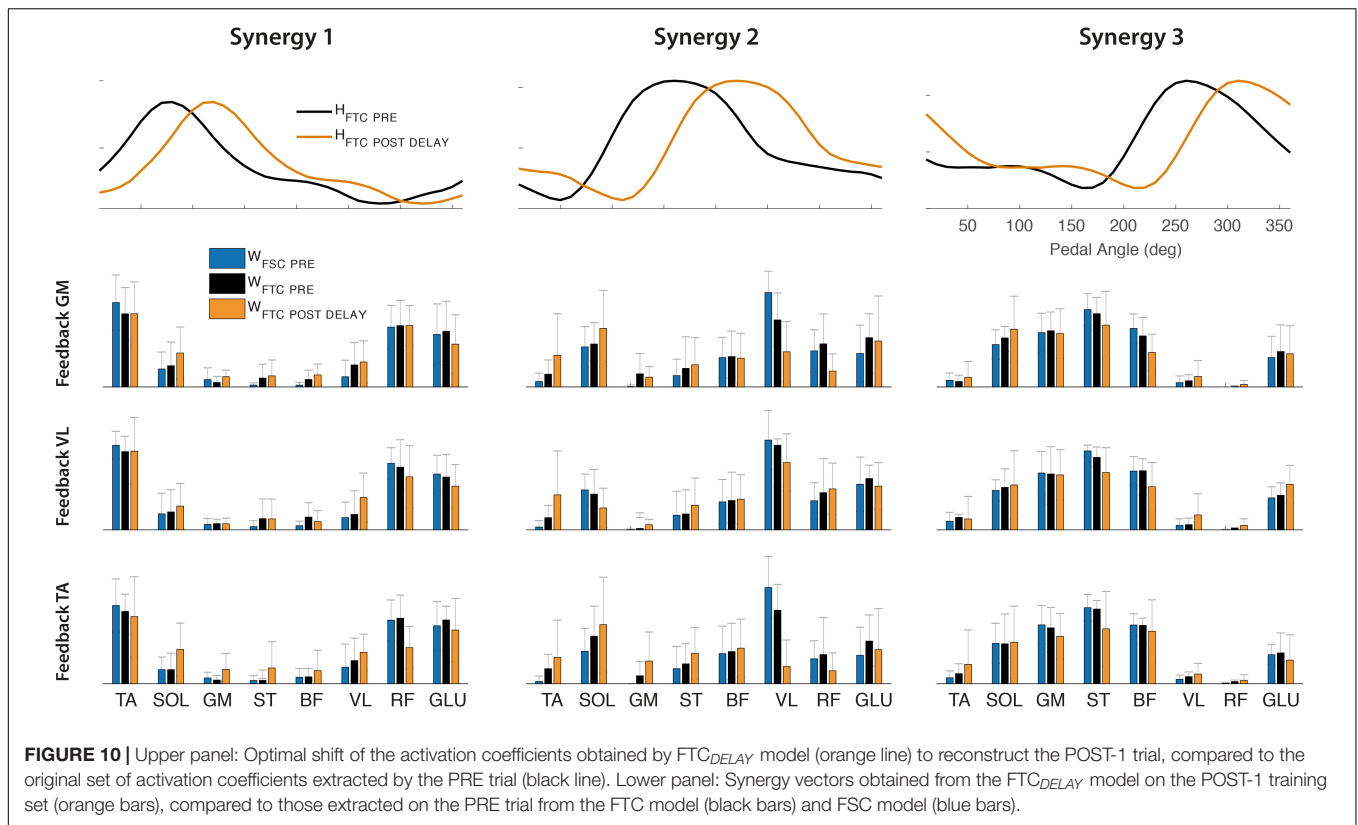 Synergy 1 Synergy 2 Synergy 3
H FTC PRE
H FTC POST DELAY
50 100 150 200 250 300 350
Pedal Angle (deg)
W FSC PRE
W FTC PRE
W FTC POST DELAY
Feedback GM
Feedback VL
Feedback TA
TA SOL GM ST BF VL RF GLU TA SOL GM ST BF VL RF GLU TA SOL GM ST BF VL RF GLU
FIGURE 10 | Upper panel: Optimal shift of the activation coefficients obtained by FTCDELAY model (orange line) to reconstruct the POST-1 trial, compared to the
original set of activation coefficients extracted by the PRE trial (black line). Lower panel: Synergy vectors obtained from the FTCDELAY model on the POST-1 training
set (orange bars), compared to those extracted on the PRE trial from the FTC model (black bars) and FSC model (blue bars).